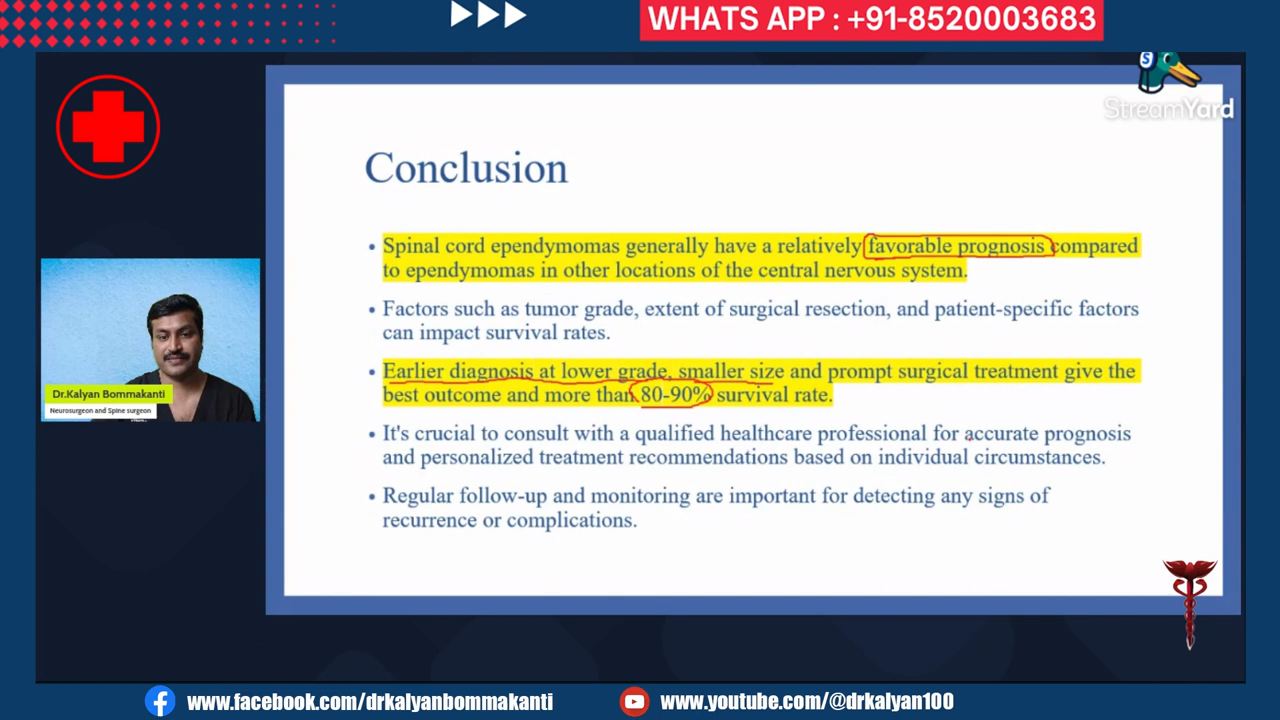 WHATS APP : +91-8520003683
S
StreamYard
Conclusion
• Spinal cord ependymomas generally have a relatively favorable prognosis compared
to ependymomas in other locations of the central nervous system.
• Factors such as tumor grade, extent of surgical resection, and patient-specific factors
can impact survival rates.
• Earlier diagnosis at lower grade, smaller size and prompt surgical treatment give the
best outcome and more than 80-90% survival rate.
• It's crucial to consult with a qualified healthcare professional for accurate prognosis
and personalized treatment recommendations based on individual circumstances.
• Regular follow-up and monitoring are important for detecting any signs of
recurrence or complications.
Dr.Kalyan Bommakanti
Neurosurgeon and Spine surgeon
www.facebook.com/drkalyanbommakanti
www.youtube.com/@drkalyan100